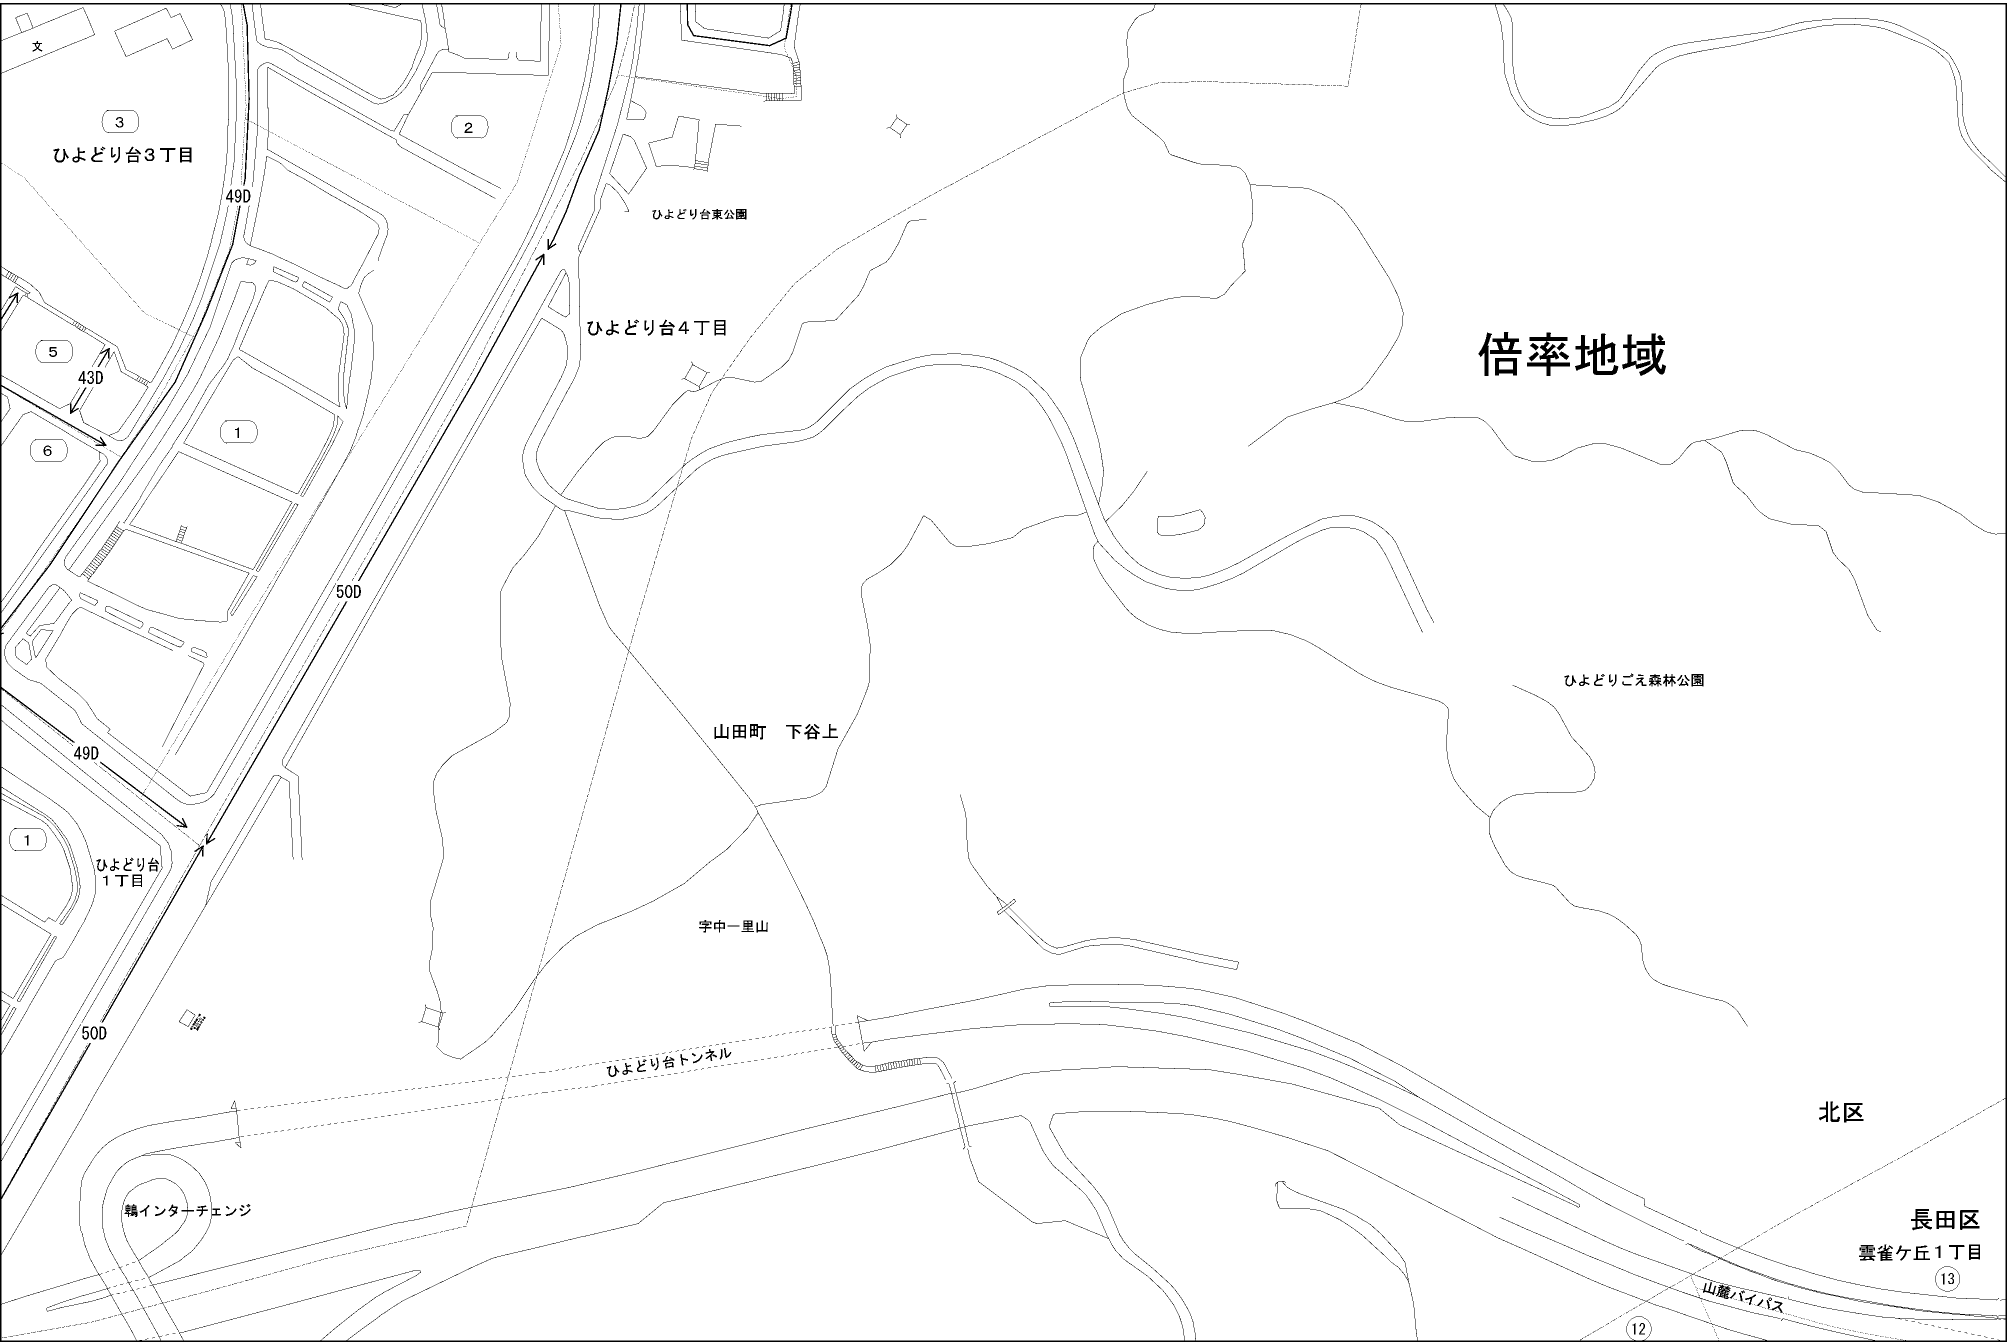 文
3
ひよどり台3丁目
2
49D
ひよどり台東公園
ひよどり台4丁目
倍率地域
5
43D
6
1
50D
ひよどりごえ森林公園
山田町　下谷上
49D
1
ひよどり台
1丁目
字中一里山
50D
ひよどり台トンネル
北区
鵯インターチェンジ
長田区
雲雀ケ丘1丁目
13
山麓バイパス
12